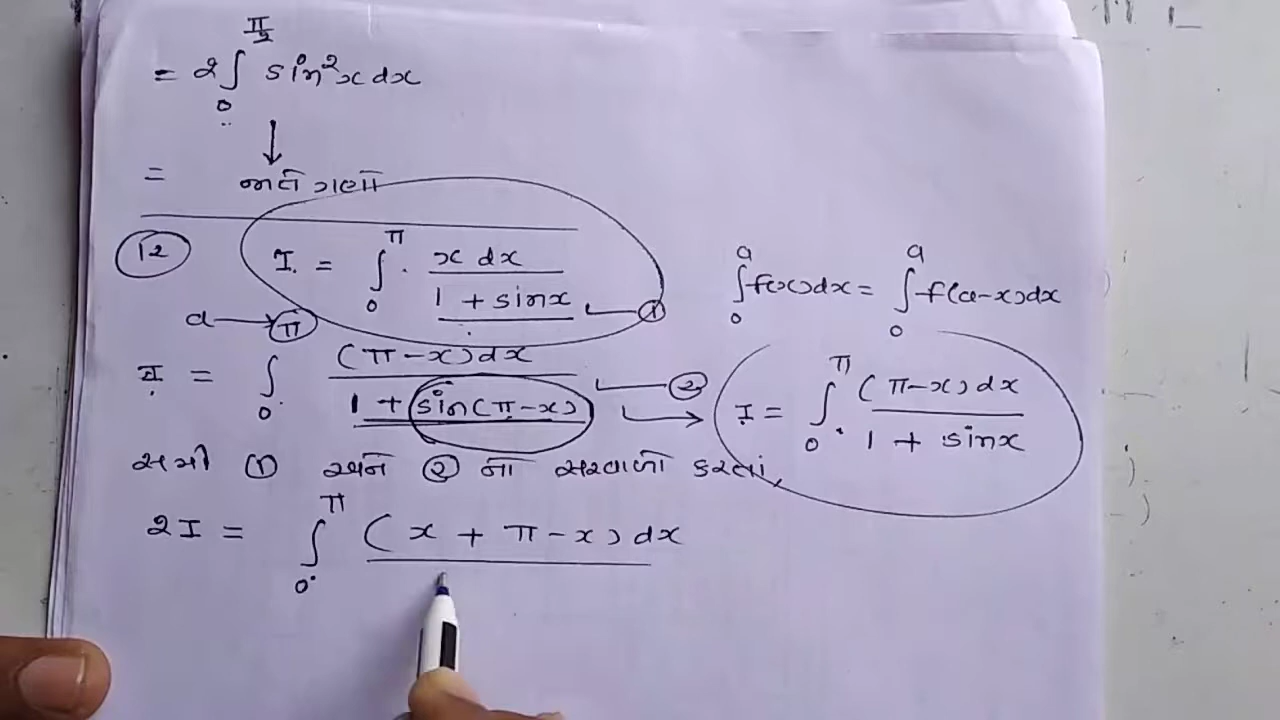 = 2∫₀^(π/2) sin²x dx
↓
= જાતે ગણો
(12) I = ∫₀^π x dx / 1 + sinx ①
∫₀^a f(x)dx = ∫₀^a f(a-x)dx
a → π
I = ∫₀ (π-x)dx / 1 + sin(π-x) ②
→ I = ∫₀^π (π-x)dx / 1 + sinx
સમી ① અને ② નો સરવાળો કરતાં,
2I = ∫₀^π (x + π - x)dx